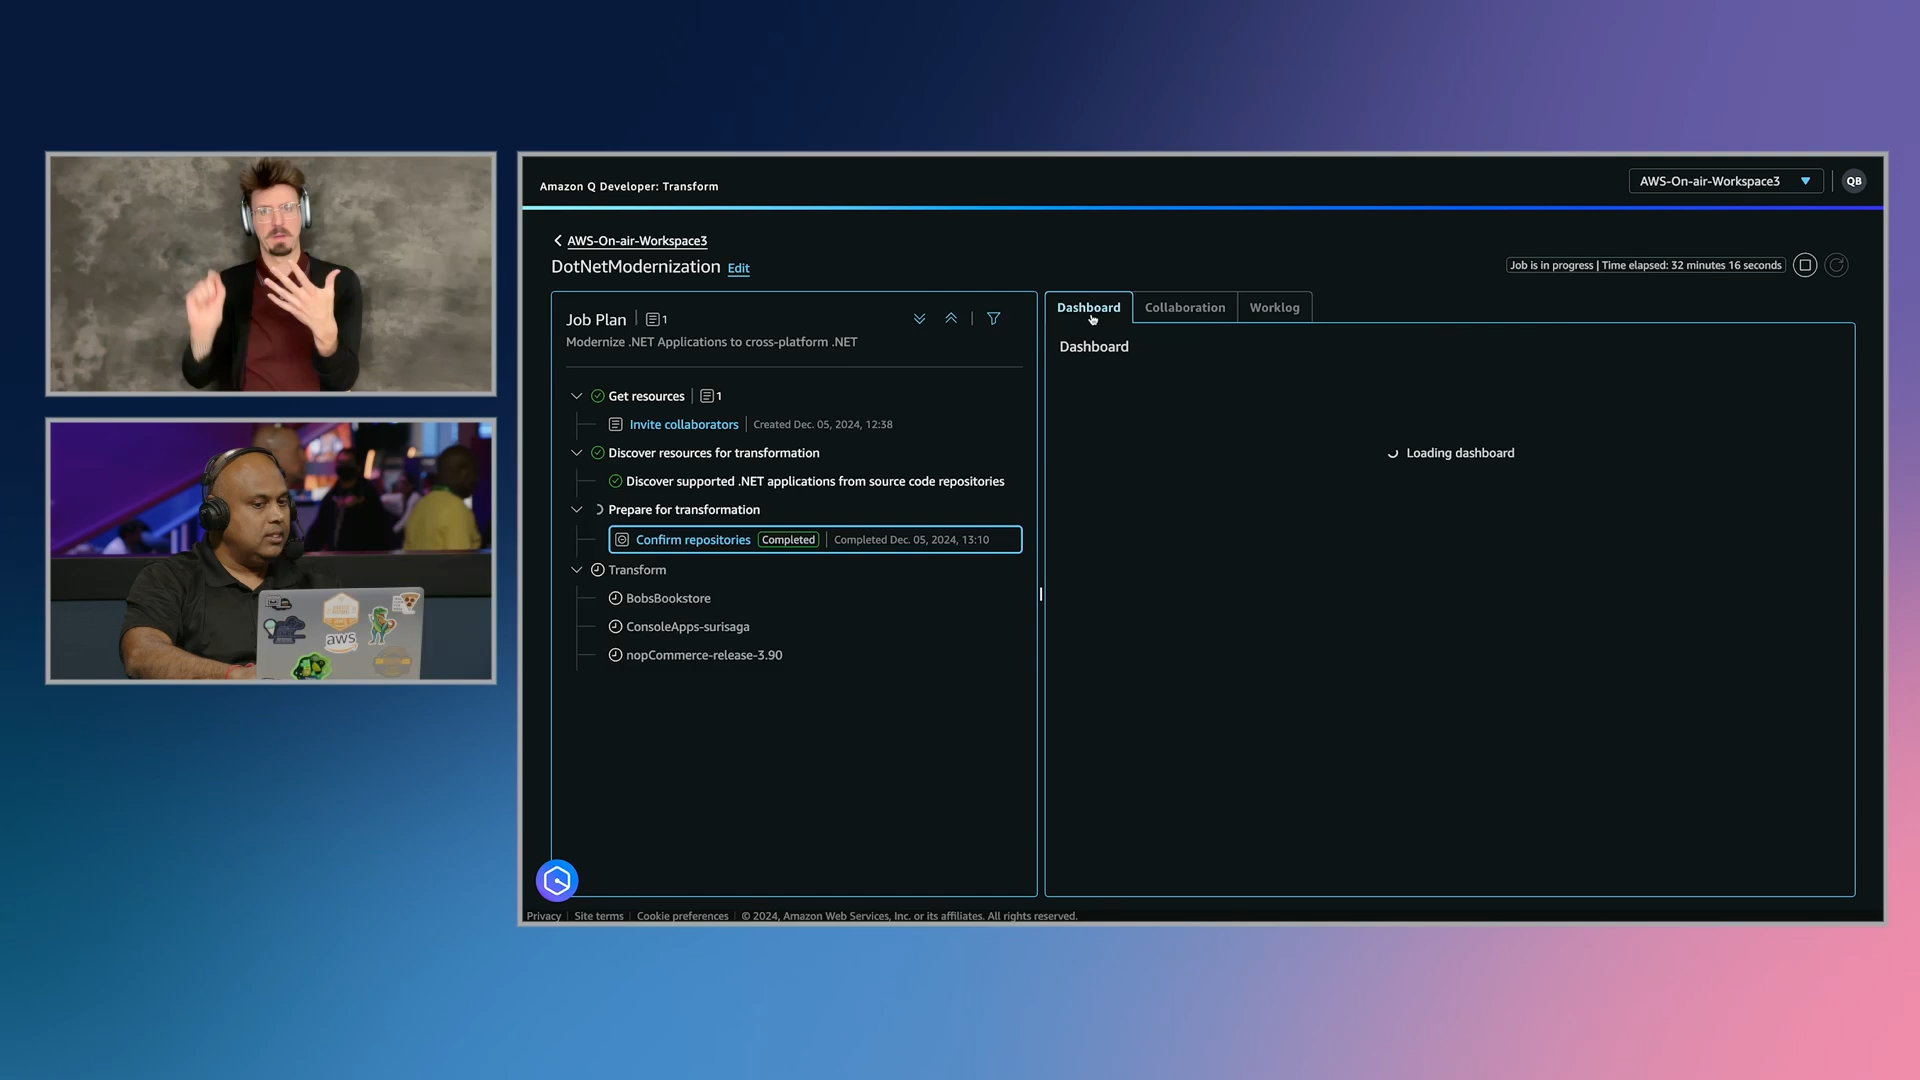 Amazon Q Developer: Transform
AWS-On-air-Workspace3
QB
AWS-On-air-Workspace3
DotNetModernization Edit
Job is in progress | Time elapsed: 32 minutes 16 seconds
Job Plan 1
Modernize .NET Applications to cross-platform .NET
Get resources 1
Invite collaborators Created Dec. 05, 2024, 12:38
Discover resources for transformation
Discover supported .NET applications from source code repositories
Prepare for transformation
Confirm repositories Completed Completed Dec. 05, 2024, 13:10
Transform
BobsBookstore
ConsoleApps-surisaga
nopCommerce-release-3.90
Dashboard Collaboration Worklog
Dashboard
Loading dashboard
aws
Privacy | Site terms | Cookie preferences | © 2024, Amazon Web Services, Inc. or its affiliates. All rights reserved.